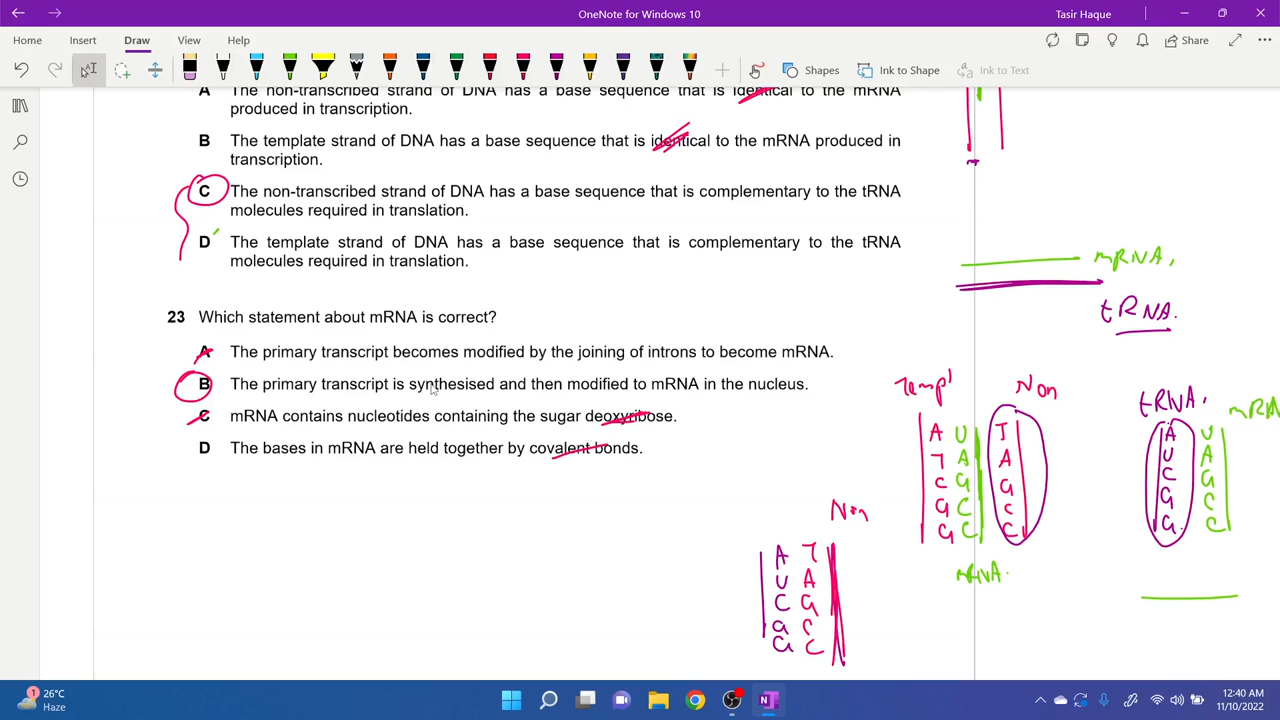 OneNote for Windows 10
Tasir Haque
Home Insert Draw View Help
Share
Shapes
Ink to Shape
Ink to Text
A The non-transcribed strand of DNA has a base sequence that is identical to the mRNA
produced in transcription.
B The template strand of DNA has a base sequence that is identical to the mRNA produced in
transcription.
C The non-transcribed strand of DNA has a base sequence that is complementary to the tRNA
molecules required in translation.
D The template strand of DNA has a base sequence that is complementary to the tRNA
molecules required in translation.
mRNA.
tRNA.
23 Which statement about mRNA is correct?
A The primary transcript becomes modified by the joining of introns to become mRNA.
B The primary transcript is synthesised and then modified to mRNA in the nucleus.
C mRNA contains nucleotides containing the sugar deoxyribose.
D The bases in mRNA are held together by covalent bonds.
Templ Non
A U T
T A A
C G G
G C C
G C C
mRNA.
tRNA. mRNA
A U
U A
C G
G C
G C
Non
A T
U A
C G
G C
G C
26°C
Haze
1
12:40 AM
11/10/2022